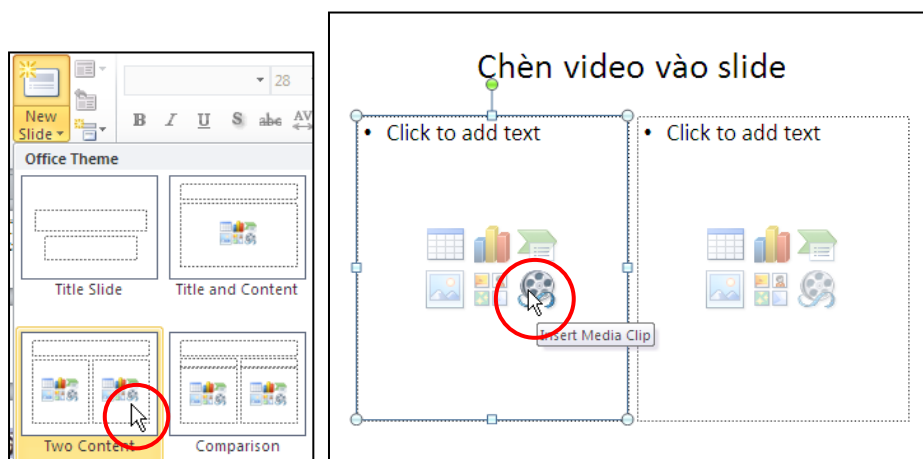 New
Slide
28
B I U S abc AV
Office Theme
Title Slide
Title and Content
Two Content
Comparison
Chèn video vào slide
• Click to add text
• Click to add text
Insert Media Clip